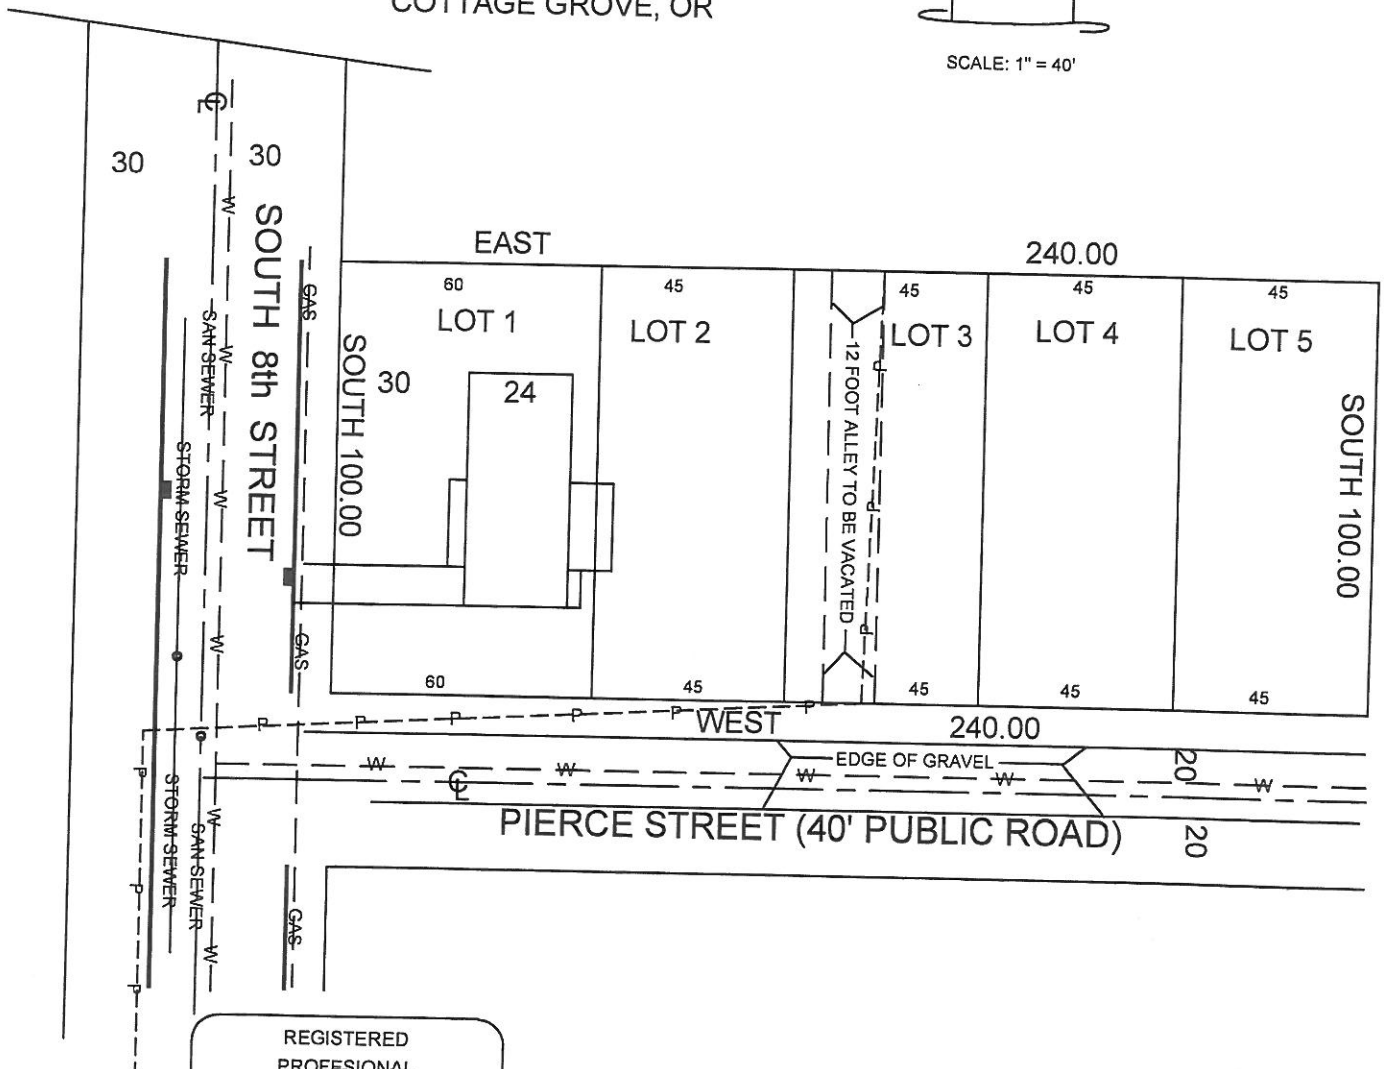 COTTAGE GROVE, OR
SCALE: 1" = 40'
℄
30
30
W
SOUTH 8th STREET
SAN SEWER
W
STORM SEWER
W
W
GAS
GAS
EAST
240.00
60
45
45
45
45
LOT 1
LOT 2
LOT 3
LOT 4
LOT 5
SOUTH 100.00
30
24
12 FOOT ALLEY TO BE VACATED
P
P
P
SOUTH 100.00
60
45
45
45
45
P
P
P
P
P
P
WEST
240.00
EDGE OF GRAVEL
20
W
W
W
W
W
℄
PIERCE STREET (40' PUBLIC ROAD)
20
P
P
P
STORM SEWER
SAN SEWER
W
W
GAS
REGISTERED
PROFESIONAL